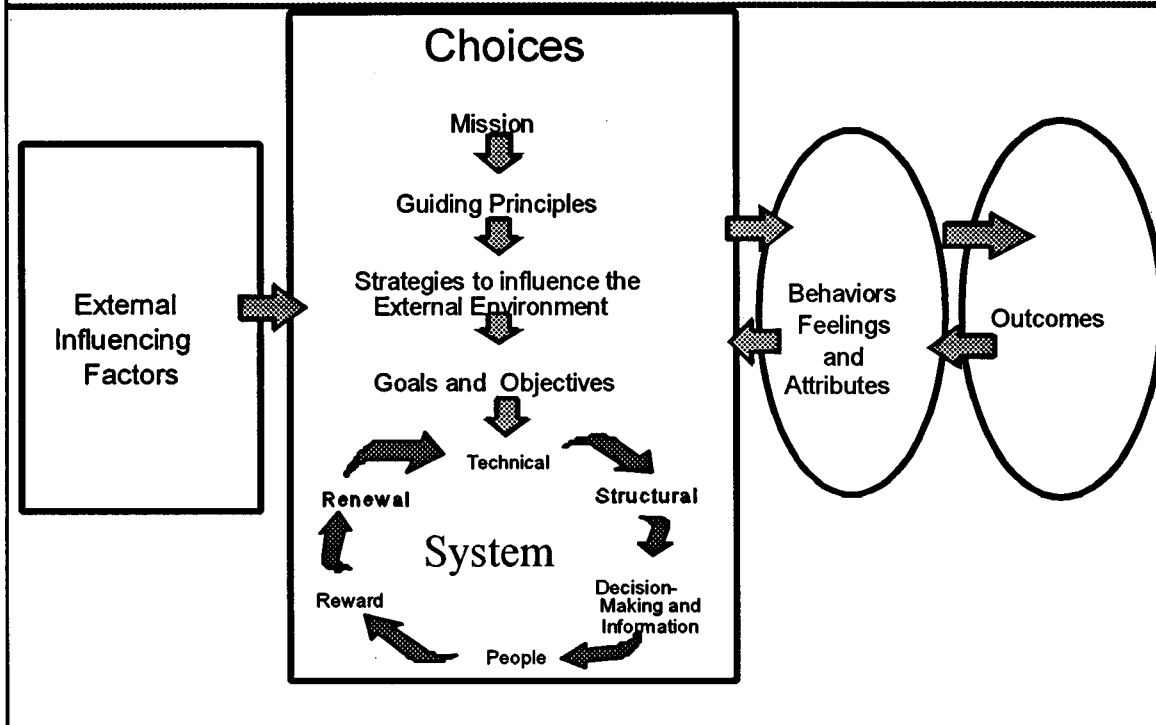 External
Influencing
Factors
Choices
Mission
Guiding Principles
Strategies to influence the
External Environment
Goals and Objectives
Technical
Structural
Decision-
Making and
Information
People
Reward
Renewal
System
Behaviors
Feelings
and
Attributes
Outcomes